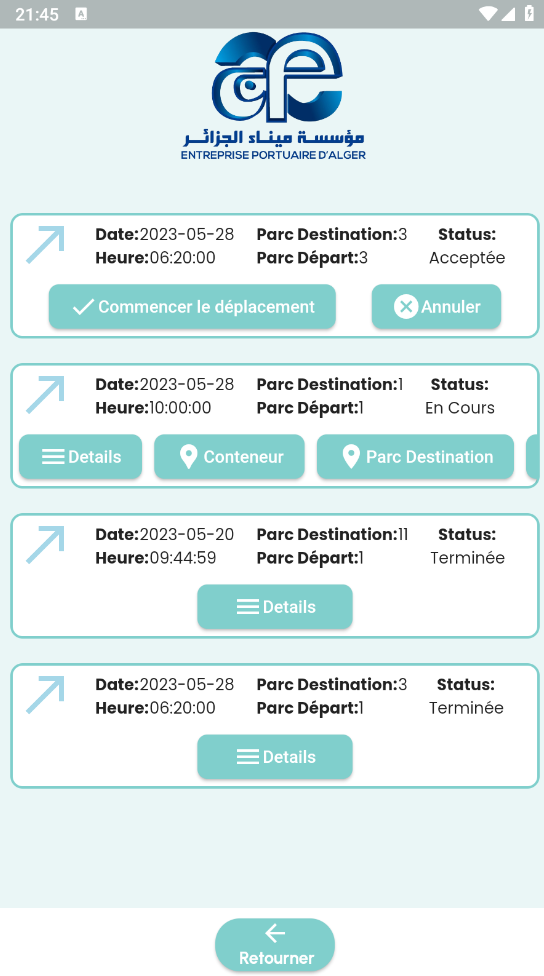 21:45 A
مؤسسة ميناء الجزائر
ENTREPRISE PORTUAIRE D'ALGER
Date:2023-05-28 Parc Destination:3 Status:
Heure:06:20:00 Parc Départ:3 Acceptée
Commencer le déplacement Annuler
Date:2023-05-28 Parc Destination:1 Status:
Heure:10:00:00 Parc Départ:1 En Cours
Details Conteneur Parc Destination
Date:2023-05-20 Parc Destination:11 Status:
Heure:09:44:59 Parc Départ:1 Terminée
Details
Date:2023-05-28 Parc Destination:3 Status:
Heure:06:20:00 Parc Départ:1 Terminée
Details
Retourner